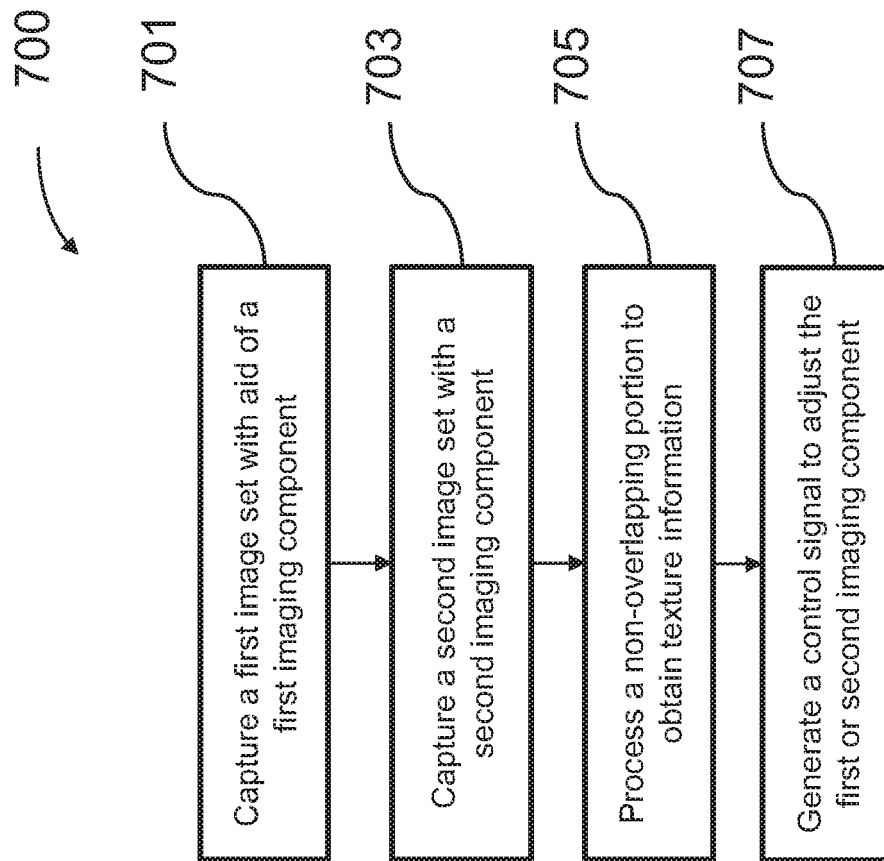 700
701
Capture a first image set with aid of a
first imaging component
703
Capture a second image set with a
second imaging component
705
Process a non-overlapping portion to
obtain texture information
707
Generate a control signal to adjust the
first or second imaging component